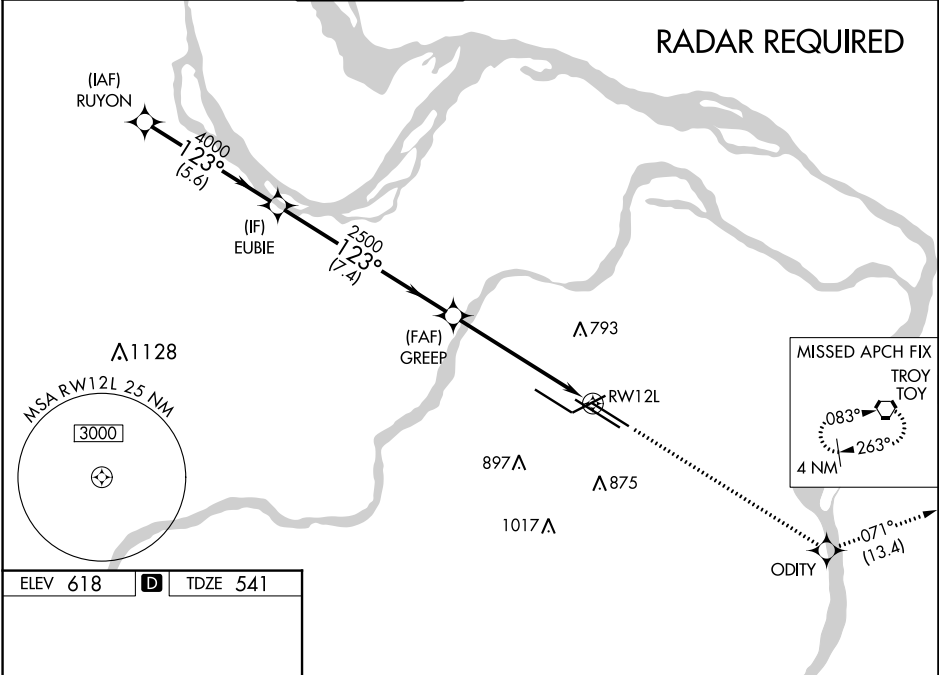 RADAR REQUIRED
(IAF)
RUYON
4000
123°
(5.6)
(IF)
EUBIE
2500
123°
(7.4)
(FAF)
GREEP
793
1128
MSA RW12L 25 NM
3000
RW12L
897
875
1017
MISSED APCH FIX
TROY
TOY
083°
263°
4 NM
ODITY
071°
(13.4)
ELEV 618 D TDZE 541